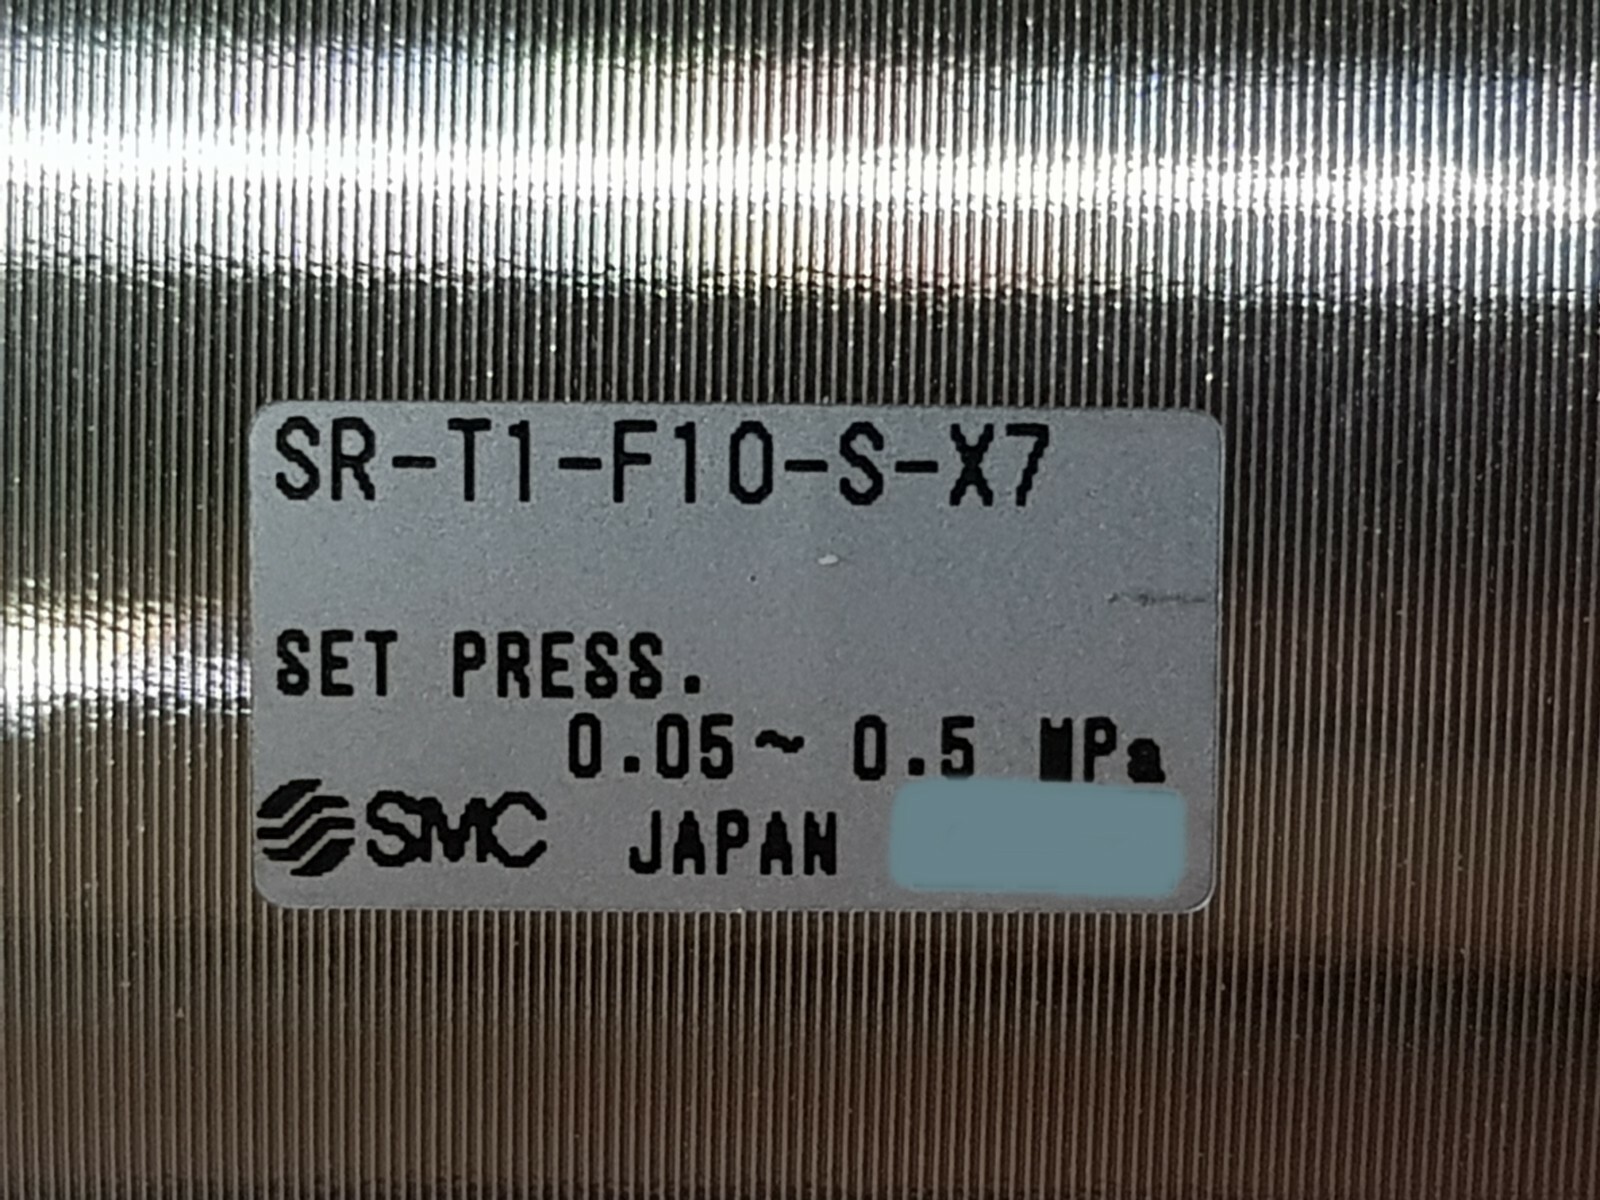 SR-T1-F10-S-X7
SET PRESS.
0.05~ 0.5 MPa
SMC JAPAN